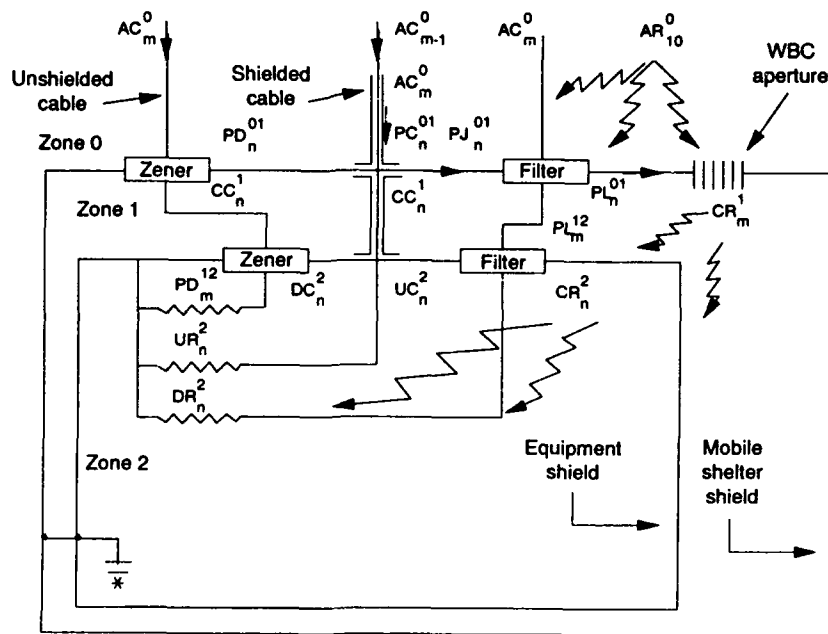 AC⁰ₘ
AC⁰ₘ₋₁
AC⁰ₘ
AR⁰₁₀
WBC
aperture
Unshielded
cable
Shielded
cable
AC⁰ₘ
Zone 0
PD⁰¹ₙ
PC⁰¹ₙ
PJ⁰¹ₙ
Zener
Filter
CC¹ₙ
CC¹ₙ
PL⁰¹ₙ
Zone 1
PL¹²ₘ
CR¹ₘ
Zener
Filter
PD¹²ₘ
DC²ₙ
UC²ₙ
CR²ₙ
UR²ₙ
DR²ₙ
Zone 2
Equipment
shield
Mobile
shelter
shield
*